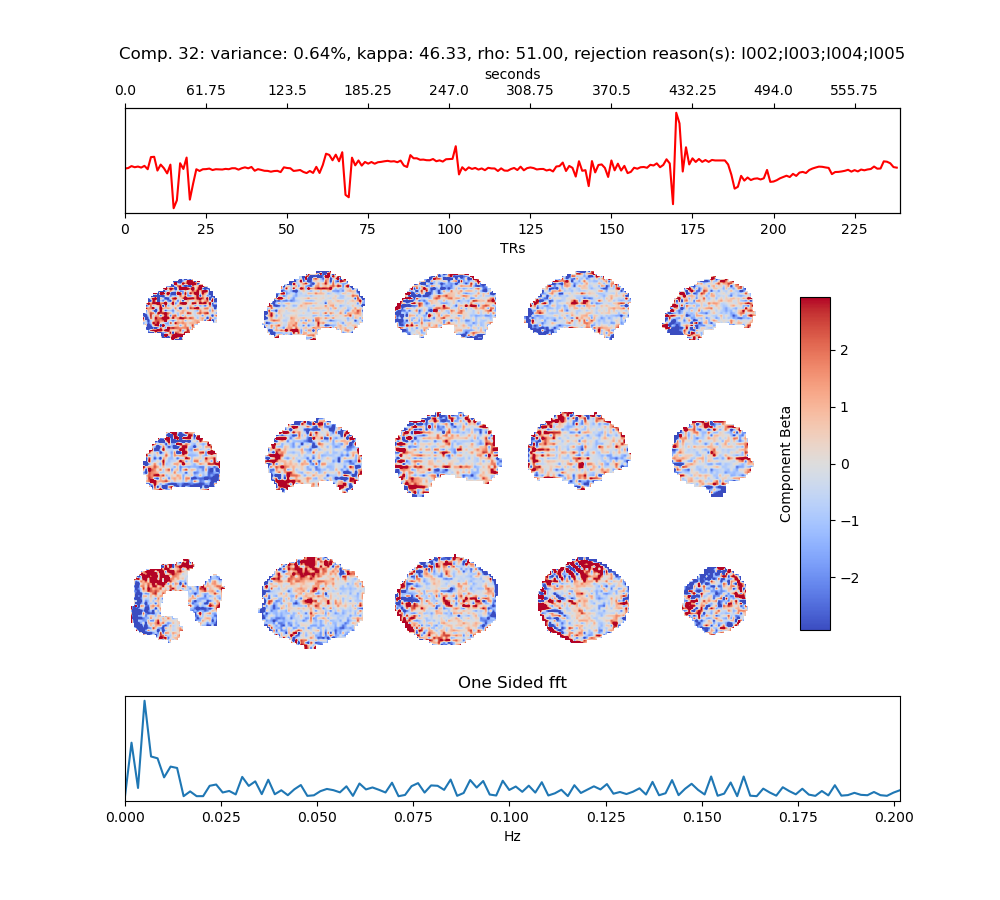 Comp. 32: variance: 0.64%, kappa: 46.33, rho: 51.00, rejection reason(s): I002;I003;I004;I005
seconds
0.0 61.75 123.5 185.25 247.0 308.75 370.5 432.25 494.0 555.75
0 25 50 75 100 125 150 175 200 225
TRs
2
1
0
−1
−2
Component Beta
One Sided fft
0.000 0.025 0.050 0.075 0.100 0.125 0.150 0.175 0.200
Hz